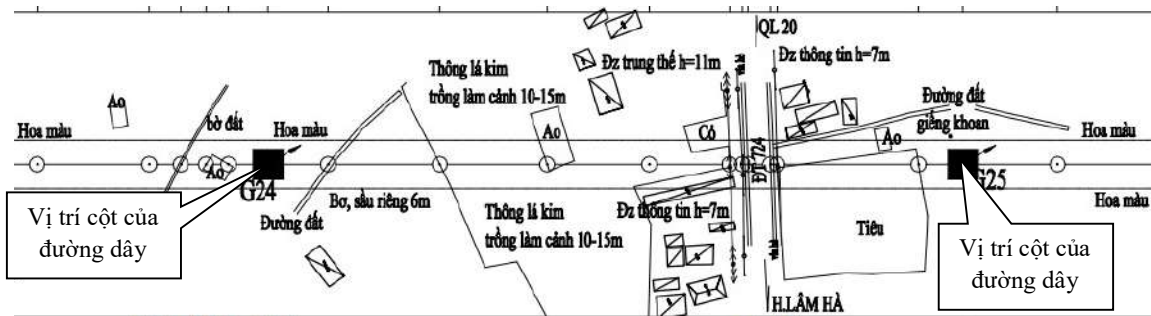 QL 20
Đz thông tin h=7m
Đz trung thế h=11m
Thông lá kim
trồng làm cảnh 10-15m
Đường đất
giếng khoan
Ao
bờ đất
Hoa màu
Hoa màu
Ao
Cỏ
Ao
Hoa màu
ĐT 724
Ao
G24
G25
Bơ, sầu riêng 6m
Hoa màu
Đường đất
Thông lá kim
trồng làm cảnh 10-15m
Đz thông tin h=7m
Tiêu
Vị trí cột của
đường dây
Vị trí cột của
đường dây
H.LÂM HÀ